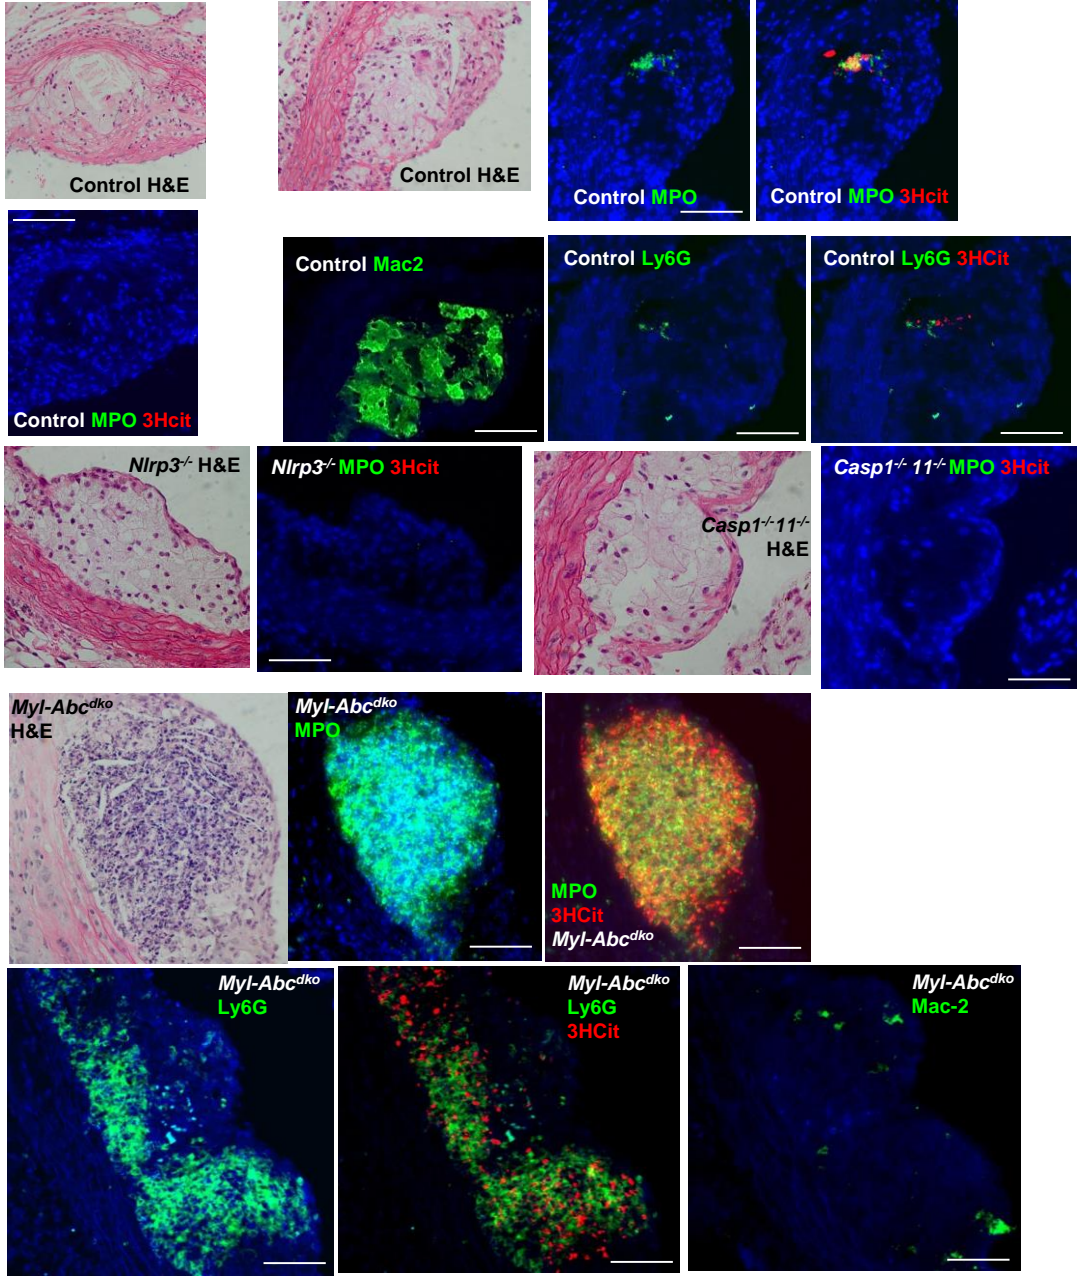 Control H&E
Control H&E
Control MPO
Control MPO 3Hcit
Control MPO 3Hcit
Control Mac2
Control Ly6G
Control Ly6G 3HCit
Nlrp3-/- H&E
Nlrp3-/- MPO 3Hcit
Casp1-/-11-/-
H&E
Casp1-/- 11-/- MPO 3Hcit
Myl-Abcdko
H&E
Myl-Abcdko
MPO
MPO
3HCit
Myl-Abcdko
Myl-Abcdko
Ly6G
Myl-Abcdko
Ly6G
3HCit
Myl-Abcdko
Mac-2